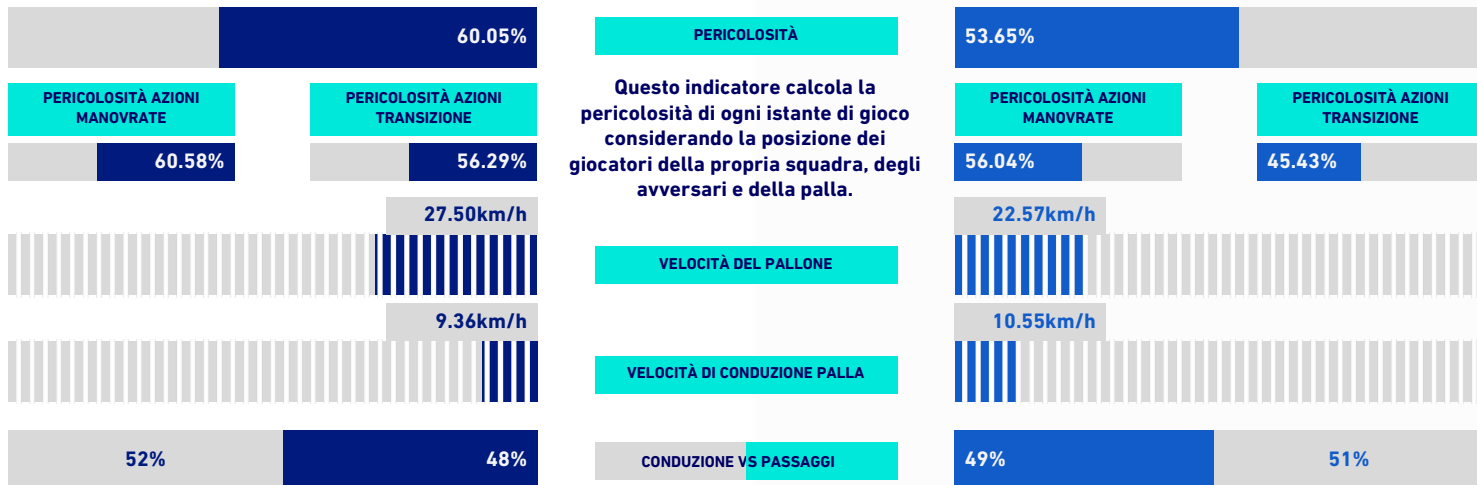 60.05%
PERICOLOSITÀ
53.65%
PERICOLOSITÀ AZIONI
MANOVRATE
PERICOLOSITÀ AZIONI
TRANSIZIONE
60.58%
56.29%
Questo indicatore calcola la
pericolosità di ogni istante di gioco
considerando la posizione dei
giocatori della propria squadra, degli
avversari e della palla.
PERICOLOSITÀ AZIONI
MANOVRATE
PERICOLOSITÀ AZIONI
TRANSIZIONE
56.04%
45.43%
27.50km/h
VELOCITÀ DEL PALLONE
22.57km/h
9.36km/h
VELOCITÀ DI CONDUZIONE PALLA
10.55km/h
52%
48%
CONDUZIONE VS PASSAGGI
49%
51%